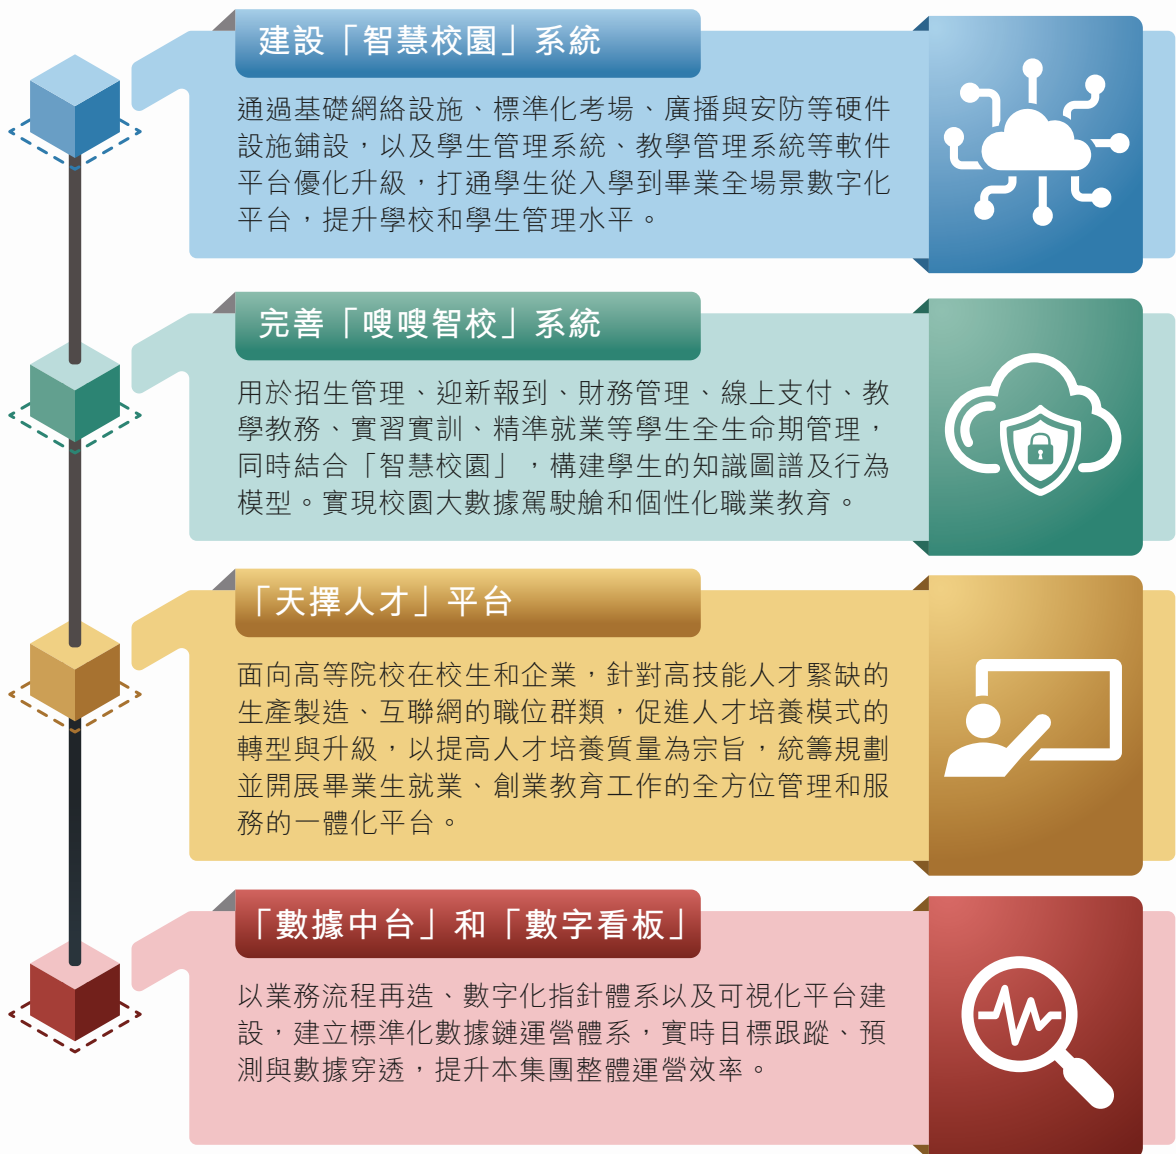 建設「智慧校園」系統
通過基礎網絡設施、標準化考場、廣播與安防等硬件
設施鋪設，以及學生管理系統、教學管理系統等軟件
平台優化升級，打通學生從入學到畢業全場景數字化
平台，提升學校和學生管理水平。
完善「嗖嗖智校」系統
用於招生管理、迎新報到、財務管理、線上支付、教
學教務、實習實訓、精準就業等學生全生命期管理，
同時結合「智慧校園」，構建學生的知識圖譜及行為
模型。實現校園大數據駕駛艙和個性化職業教育。
「天擇人才」平台
面向高等院校在校生和企業，針對高技能人才緊缺的
生產製造、互聯網的職位群類，促進人才培養模式的
轉型與升級，以提高人才培養質量為宗旨，統籌規劃
並開展畢業生就業、創業教育工作的全方位管理和服
務的一體化平台。
「數據中台」和「數字看板」
以業務流程再造、數字化指針體系以及可視化平台建
設，建立標準化數據鏈運營體系，實時目標跟蹤、預
測與數據穿透，提升本集團整體運營效率。